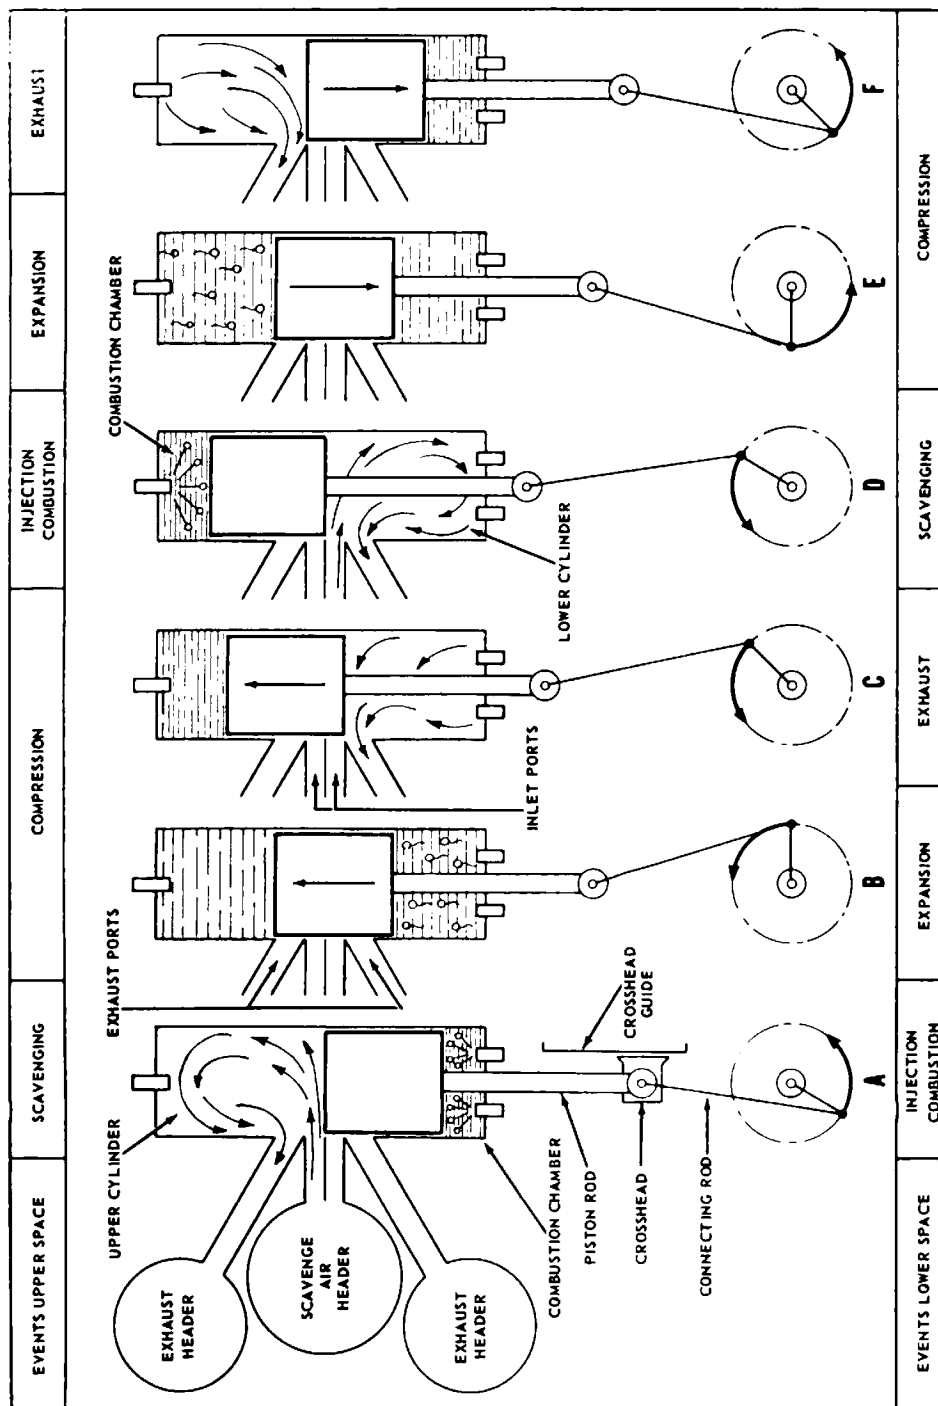 EVENTS UPPER SPACE
SCAVENGING
COMPRESSION
INJECTION
COMBUSTION
EXPANSION
EXHAUST
UPPER CYLINDER
EXHAUST PORTS
COMBUSTION CHAMBER
EXHAUST
HEADER
SCAVENGE
AIR
HEADER
EXHAUST
HEADER
INLET PORTS
LOWER CYLINDER
COMBUSTION CHAMBER
PISTON ROD
CROSSHEAD
CONNECTING ROD
CROSSHEAD
GUIDE
A
B
C
D
E
F
EVENTS LOWER SPACE
INJECTION
COMBUSTION
EXPANSION
EXHAUST
SCAVENGING
COMPRESSION